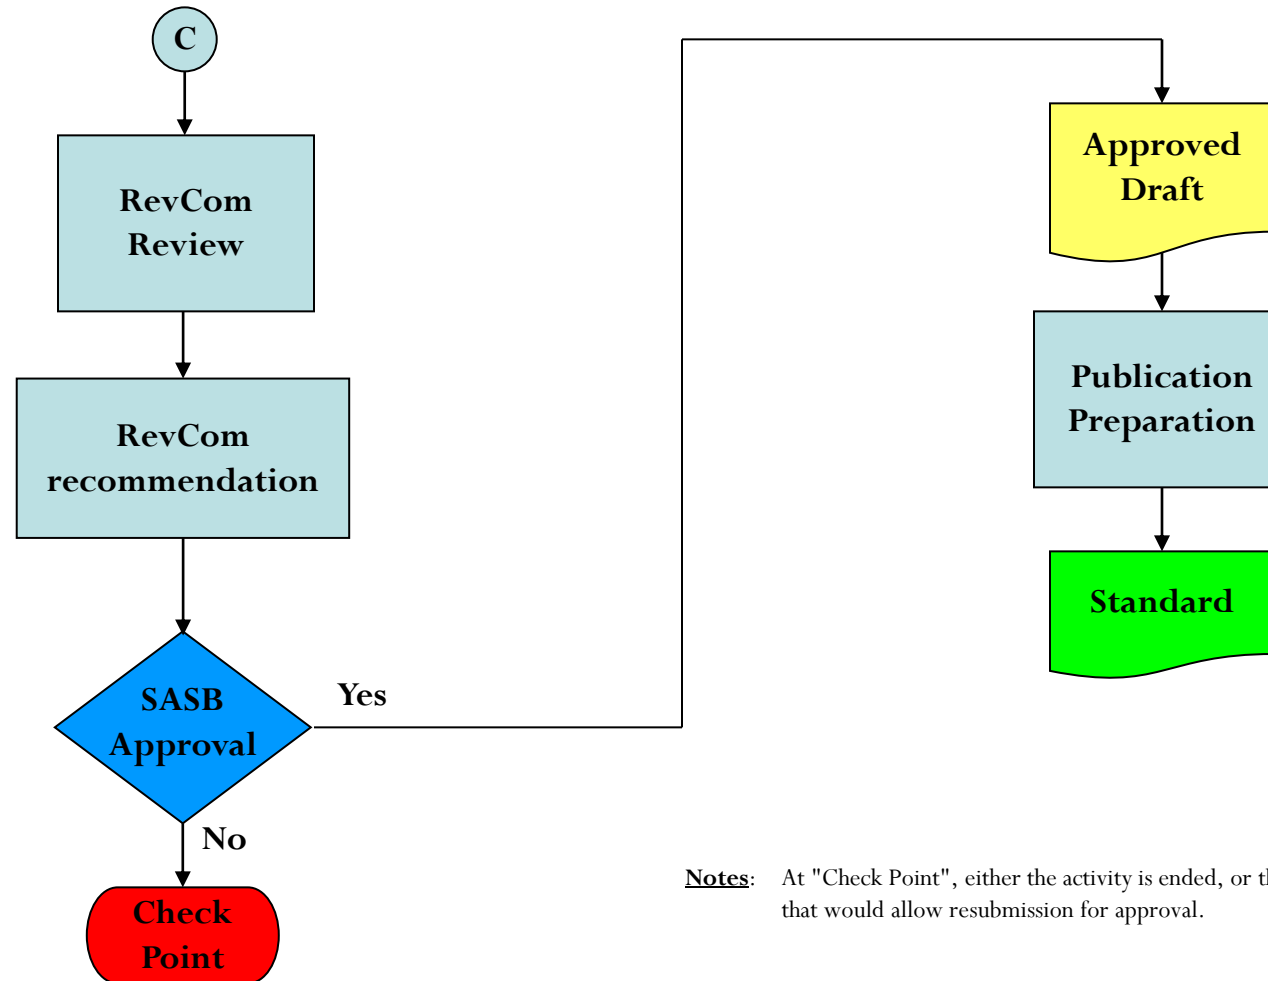 C
RevCom
Review
RevCom
recommendation
SASB
Approval
Yes
No
Check
Point
Approved
Draft
Publication
Preparation
Standard
Notes: At "Check Point", either the activity is ended, or
that would allow resubmission for approval.